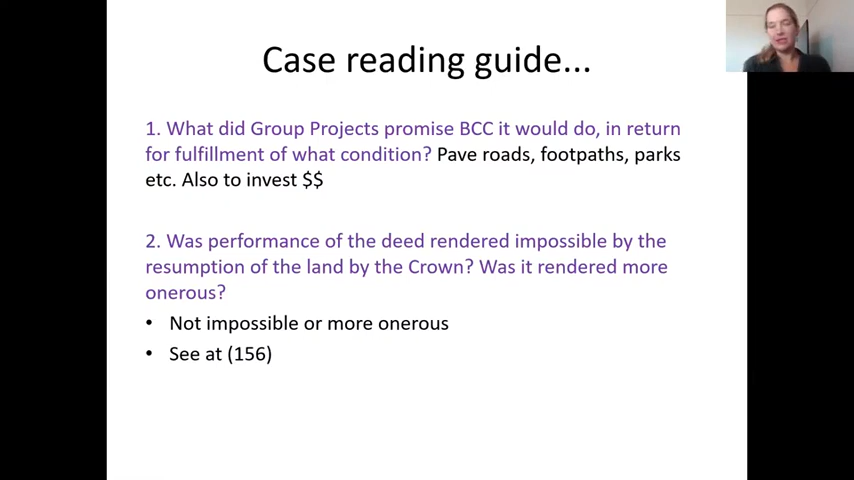 Case reading guide...
1. What did Group Projects promise BCC it would do, in return
for fulfillment of what condition? Pave roads, footpaths, parks
etc. Also to invest $$
2. Was performance of the deed rendered impossible by the
resumption of the land by the Crown? Was it rendered more
onerous?
• Not impossible or more onerous
• See at (156)